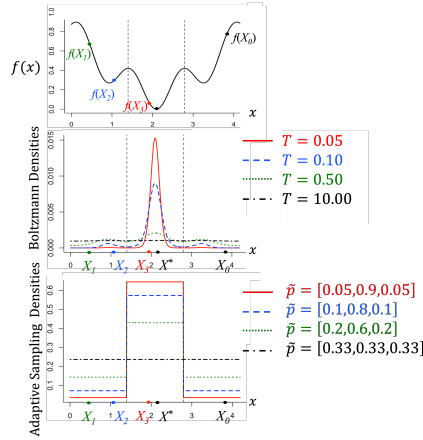 f(x)
1.0
0.8
0.6
0.4
0.2
0.0
f(X₁)
f(X₂)
f(X₃)
f(X₀)
0 1 2 3 4
x
Boltzmann Densities
0.015
0.010
0.005
0.000
X₁ X₂ X₃ X* X₀ x
0 1 2 3 4
T = 0.05
T = 0.10
T = 0.50
T = 10.00
Adaptive Sampling Densities
0.6
0.5
0.4
0.3
0.2
0.1
X₁ X₂ X₃ X* X₀ x
0 1 2 3 4
p̃ = [0.05,0.9,0.05]
p̃ = [0.1,0.8,0.1]
p̃ = [0.2,0.6,0.2]
p̃ = [0.33,0.33,0.33]